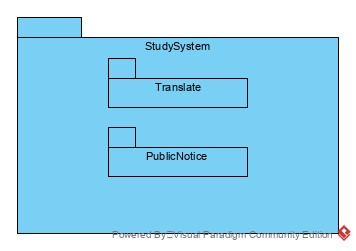 StudySystem
Translate
PublicNotice
Powered By Visual Paradigm Community Edition